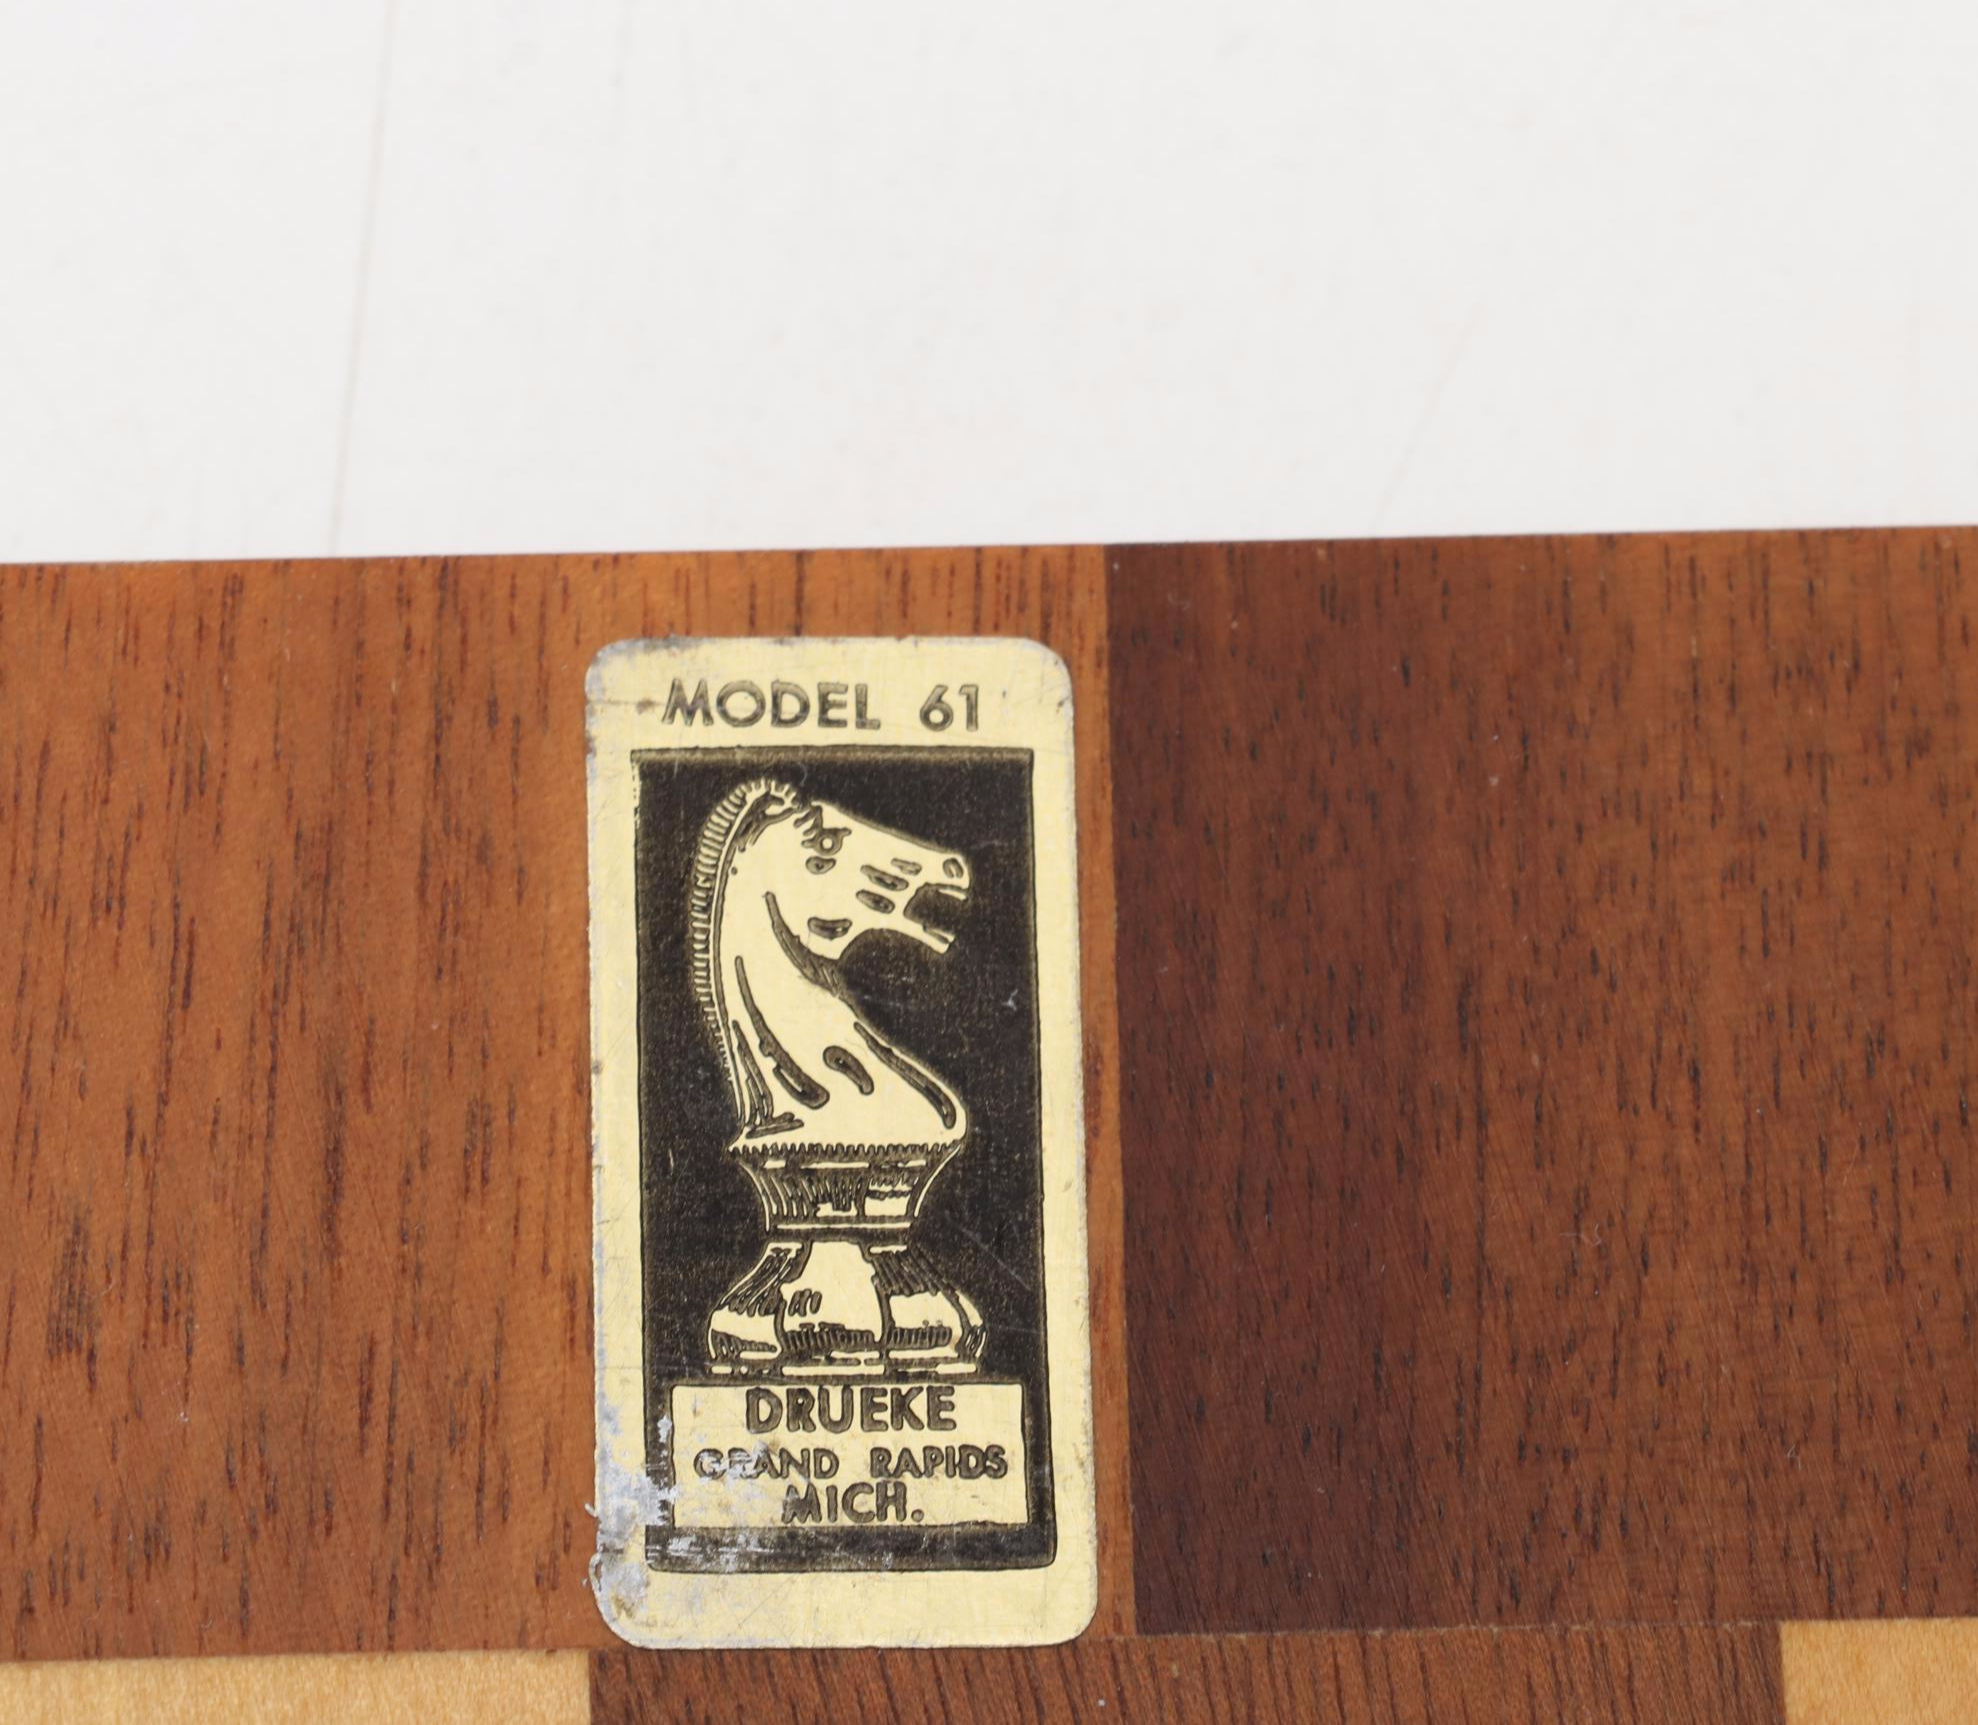 MODEL 61
DRUEKE
GRAND RAPIDS
MICH.